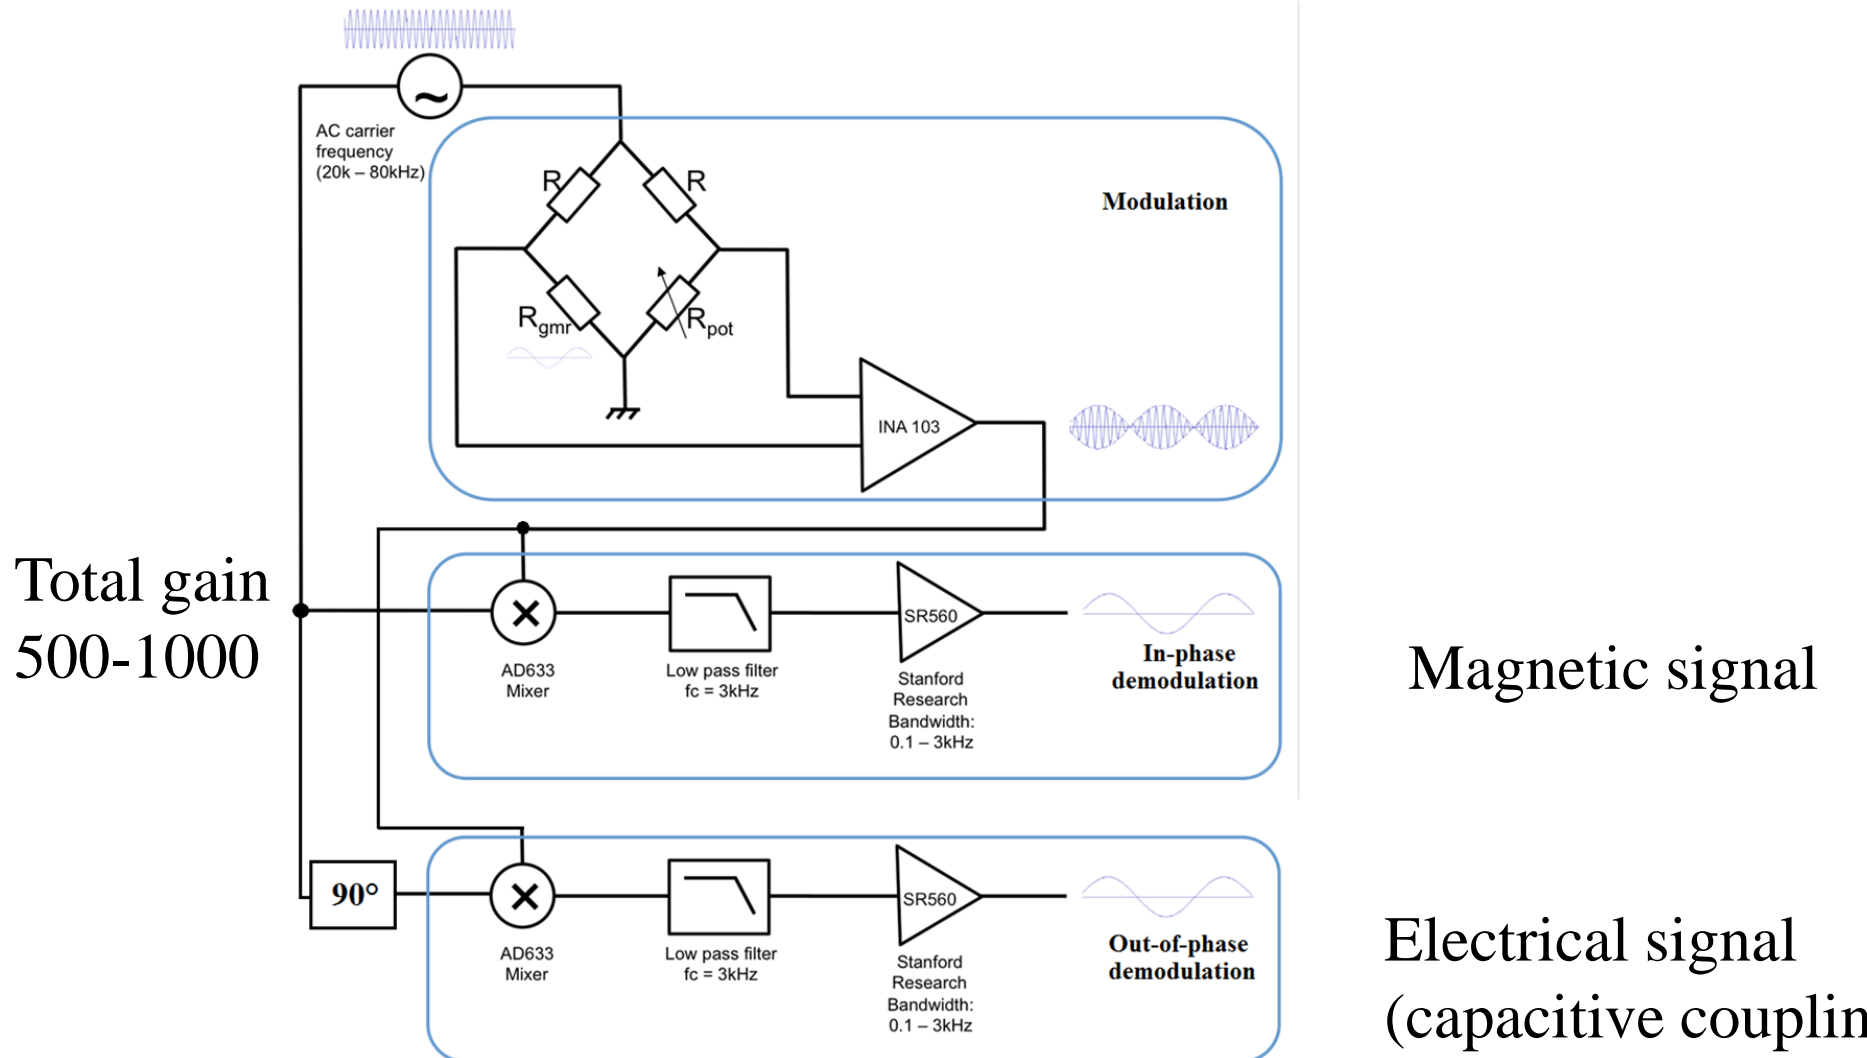 AC carrier
frequency
(20k – 80kHz)
R
R
Modulation
Rgmr
Rpot
INA 103
Total gain
500-1000
AD633
Mixer
Low pass filter
fc = 3kHz
SR560
Stanford
Research
Bandwidth:
0.1 – 3kHz
In-phase
demodulation
Magnetic signal
90°
AD633
Mixer
Low pass filter
fc = 3kHz
SR560
Stanford
Research
Bandwidth:
0.1 – 3kHz
Out-of-phase
demodulation
Electrical signal
(capacitive couplin